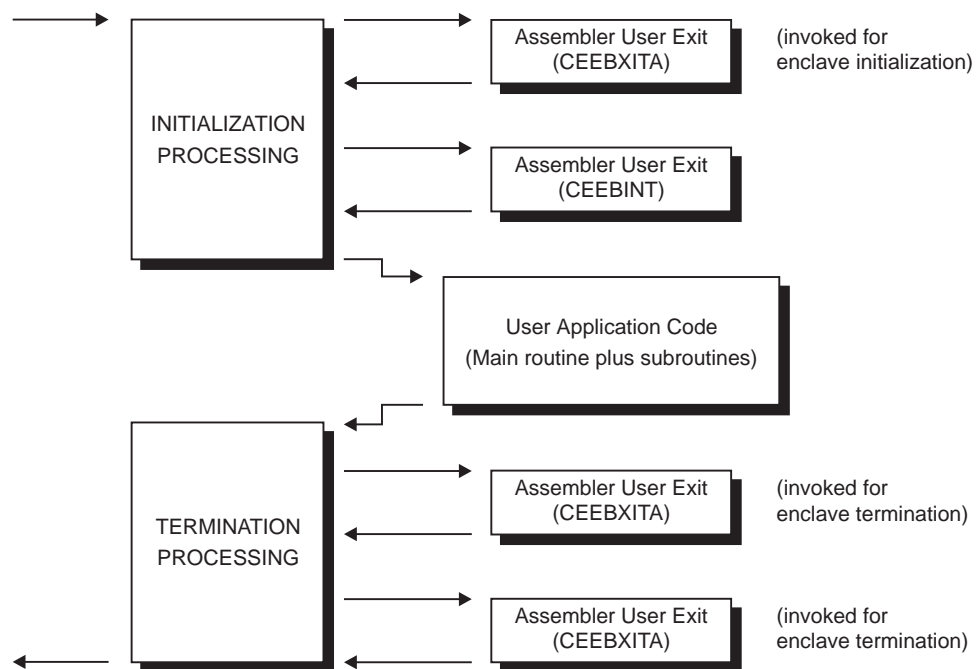 Assembler User Exit
(CEEBXITA)
(invoked for
enclave initialization)
INITIALIZATION
PROCESSING
Assembler User Exit
(CEEBINT)
User Application Code
(Main routine plus subroutines)
Assembler User Exit
(CEEBXITA)
(invoked for
enclave termination)
TERMINATION
PROCESSING
Assembler User Exit
(CEEBXITA)
(invoked for
enclave termination)